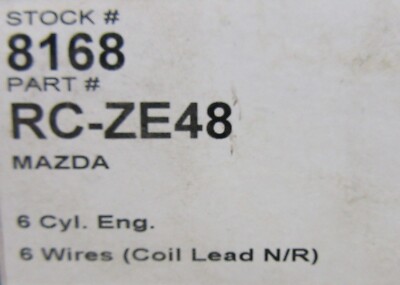 STOCK #
8168
PART #
RC-ZE48
MAZDA
6 Cyl. Eng.
6 Wires (Coil Lead N/R)